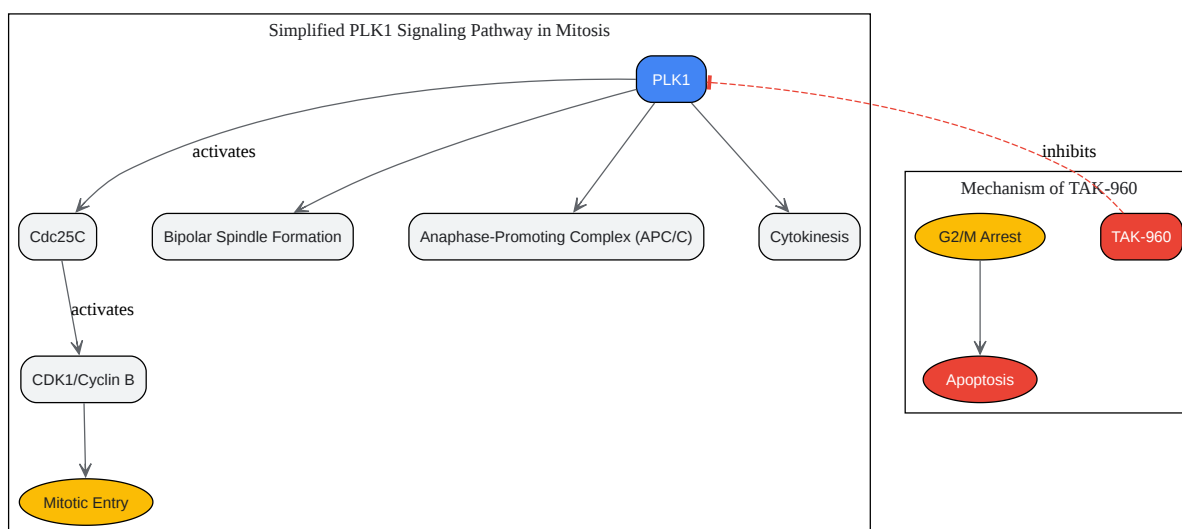 Simplified PLK1 Signaling Pathway in Mitosis
PLK1
activates
inhibits
Mechanism of TAK-960
Cdc25C
Bipolar Spindle Formation
Anaphase-Promoting Complex (APC/C)
Cytokinesis
G2/M Arrest
TAK-960
activates
CDK1/Cyclin B
Apoptosis
Mitotic Entry